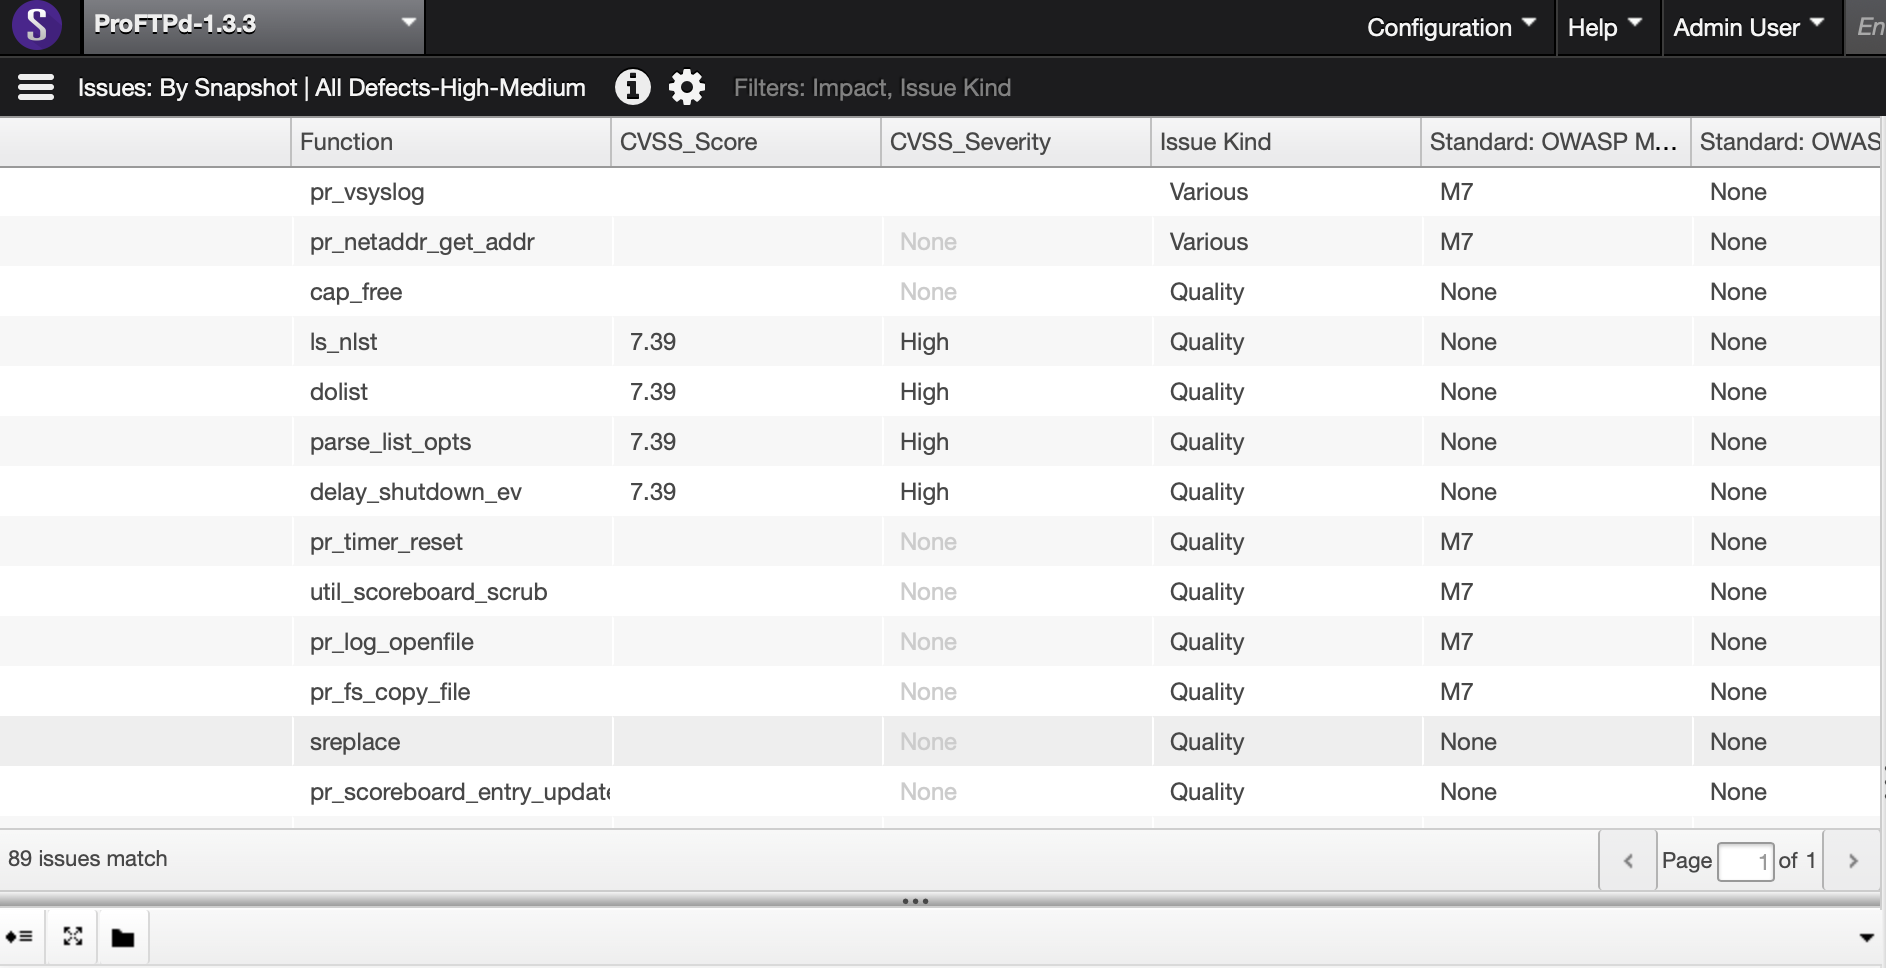 S ProFTPd-1.3.3 Configuration Help Admin User En
Issues: By Snapshot | All Defects-High-Medium Filters: Impact, Issue Kind
Function CVSS_Score CVSS_Severity Issue Kind Standard: OWASP M... Standard: OWAS
pr_vsyslog Various M7 None
pr_netaddr_get_addr None Various M7 None
cap_free None Quality None None
ls_nlst 7.39 High Quality None None
dolist 7.39 High Quality None None
parse_list_opts 7.39 High Quality None None
delay_shutdown_ev 7.39 High Quality None None
pr_timer_reset None Quality M7 None
util_scoreboard_scrub None Quality M7 None
pr_log_openfile None Quality M7 None
pr_fs_copy_file None Quality M7 None
sreplace None Quality None None
pr_scoreboard_entry_update None Quality None None
89 issues match Page 1 of 1